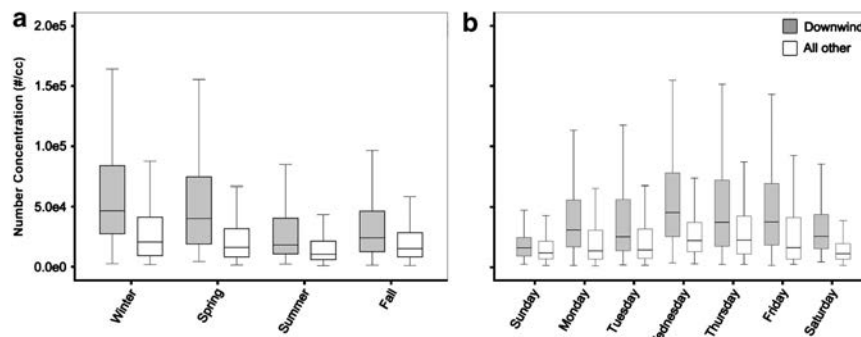 a
b
2.0e5
1.5e5
1.0e5
5.0e4
0.0e0
Number Concentration (#/cc)
Winter
Spring
Summer
Fall
Downwind
All other
Sunday
Monday
Tuesday
ednesday
Thursday
Friday
Saturday